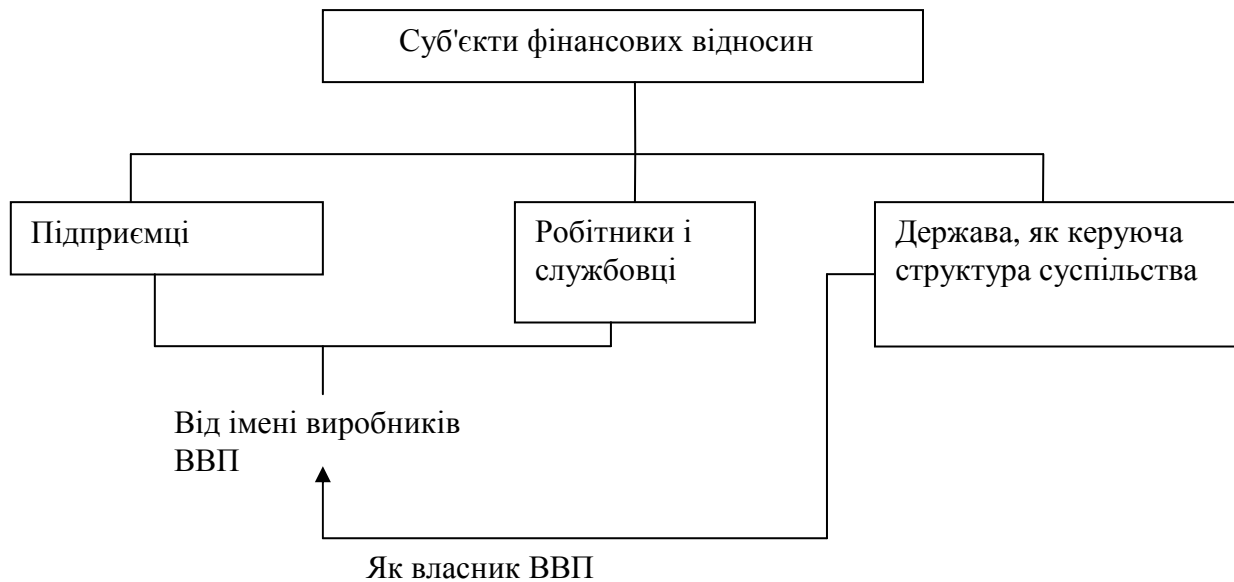 Суб'єкти фінансових відносин
Підприємці
Робітники і
службовці
Держава, як керуюча
структура суспільства
Від імені виробників
ВВП
Як власник ВВП